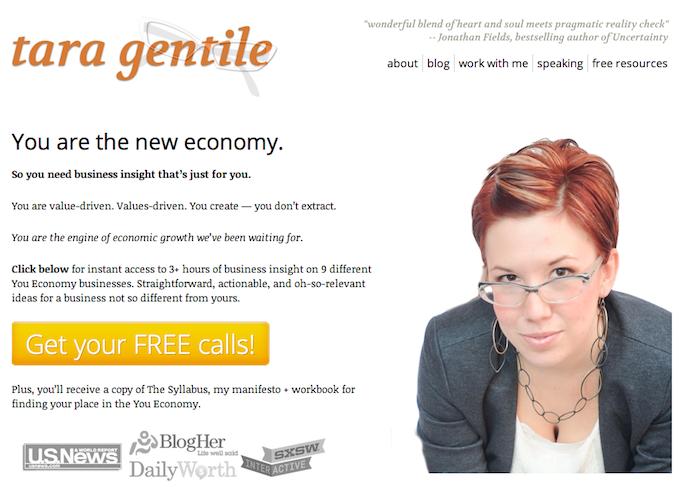 tara gentile
"wonderful blend of heart and soul meets pragmatic reality check"
-- Jonathan Fields, bestselling author of Uncertainty
about blog work with me speaking free resources
You are the new economy.
So you need business insight that's just for you.
You are value-driven. Values-driven. You create — you don't extract.
You are the engine of economic growth we've been waiting for.
Click below for instant access to 3+ hours of business insight on 9 different
You Economy businesses. Straightforward, actionable, and oh-so-relevant
ideas for a business not so different from yours.
Get your FREE calls!
Plus, you'll receive a copy of The Syllabus, my manifesto + workbook for
finding your place in the You Economy.
U.S.News & WORLD REPORT
usnews.com
BlogHer
Life well said
DailyWorth
SXSW
INTERACTIVE